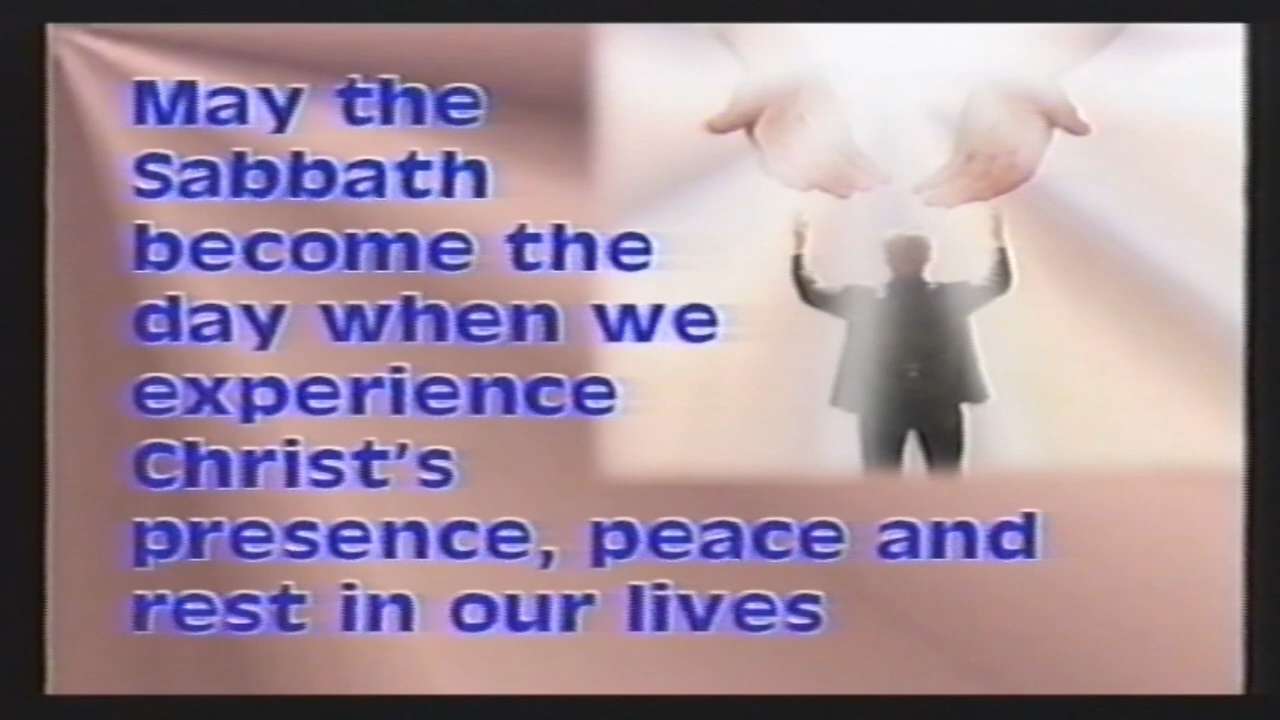 May the
Sabbath
become the
day when we
experience
Christ's
presence, peace and
rest in our lives